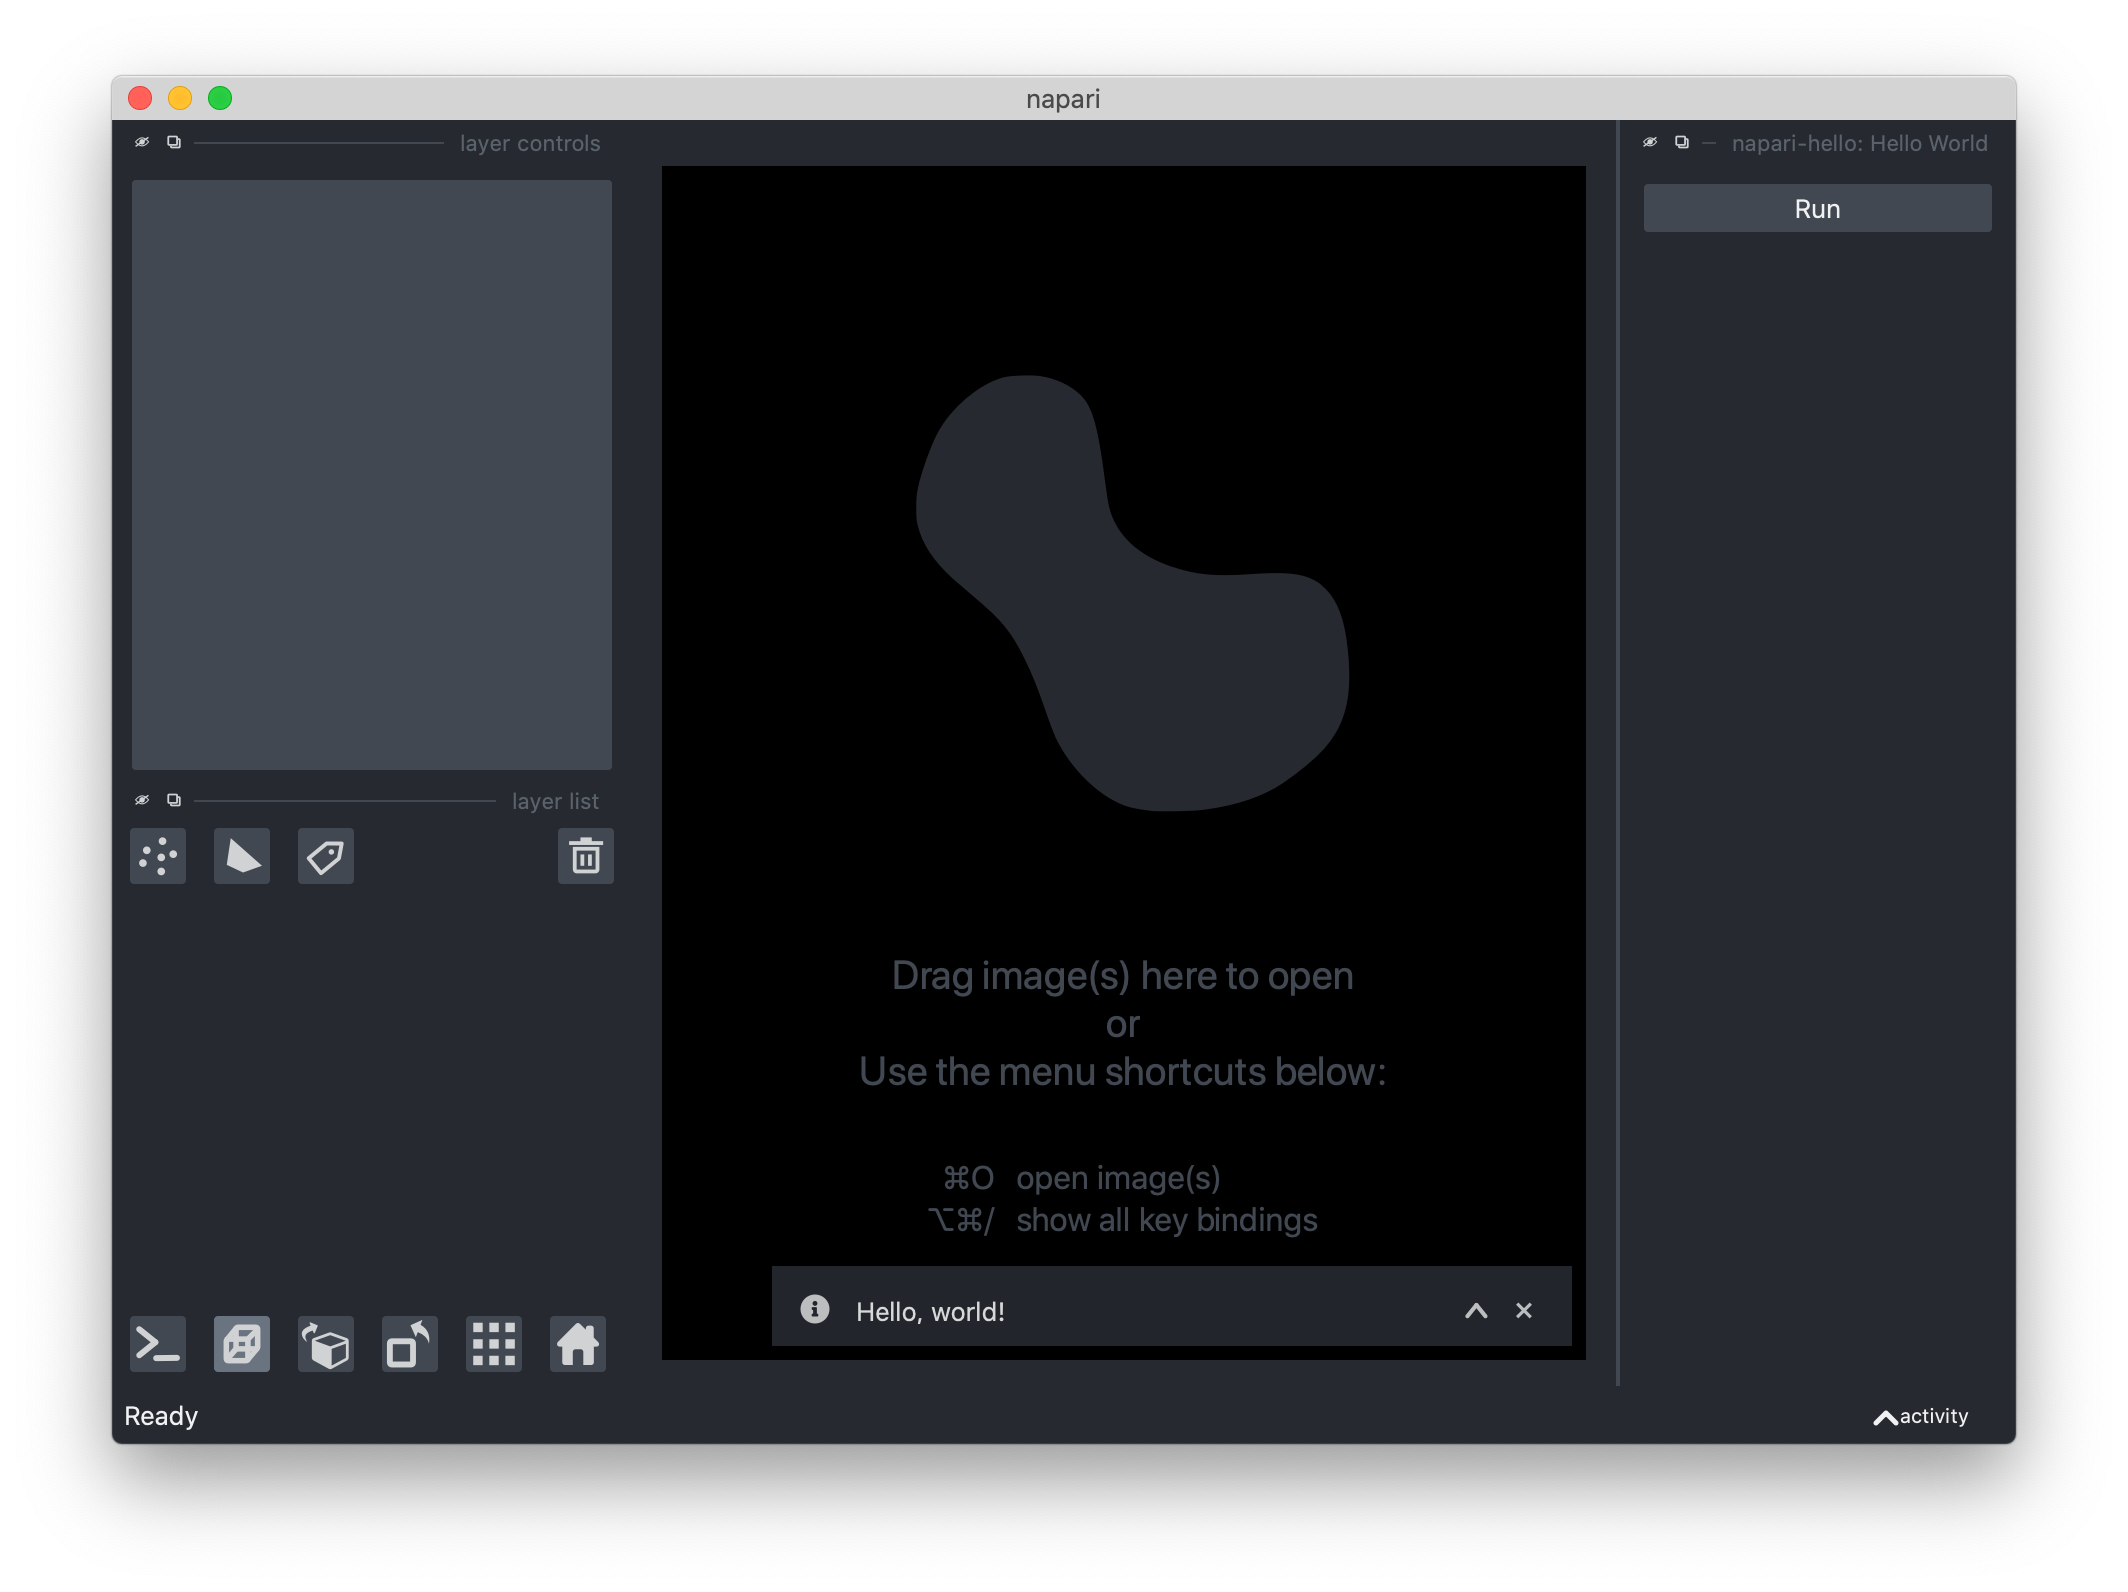 napari
layer controls
napari-hello: Hello World
Run
layer list
Drag image(s) here to open
or
Use the menu shortcuts below:
⌘O open image(s)
⌥⌘/ show all key bindings
Hello, world!
Ready
activity